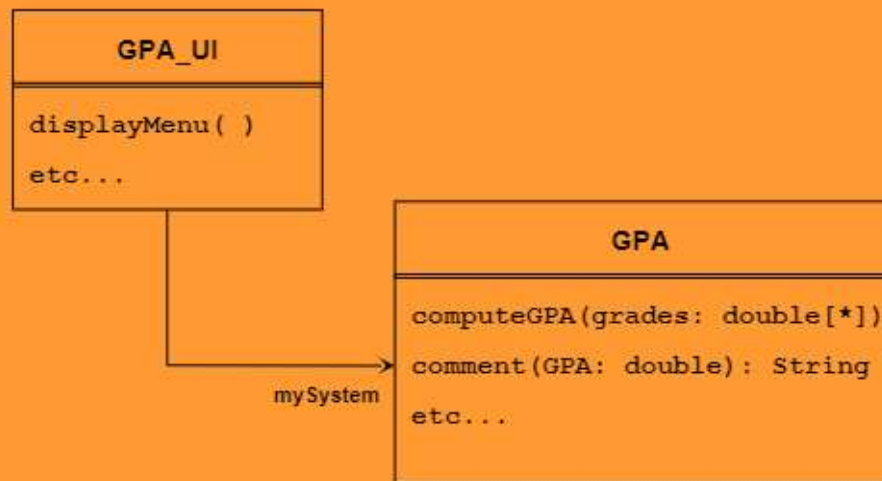 GPA_UI
displayMenu( )
etc...
mySystem
GPA
computeGPA(grades: double[*])
comment(GPA: double): String
etc...